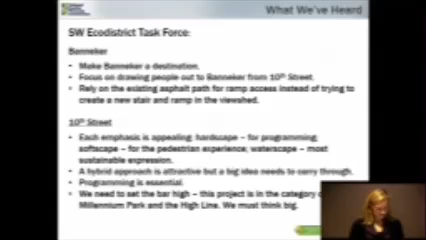 What We've Heard
SW Ecodistrict Task Force:
Banneker
• Make Banneker a destination.
• Focus on drawing people out to Banneker from 10th Street.
• Rely on the existing asphalt path for ramp access instead of trying to
create a new stair and ramp in the viewshed.
10th Street
• Each emphasis is appealing; hardscape – for programming;
softscape – for the pedestrian experience; waterscape – most
sustainable expression.
• A hybrid approach is attractive but a big idea needs to carry through.
• Programming is essential.
• We need to set the bar high – this project is in the category
Millennium Park and the High Line. We must think big.